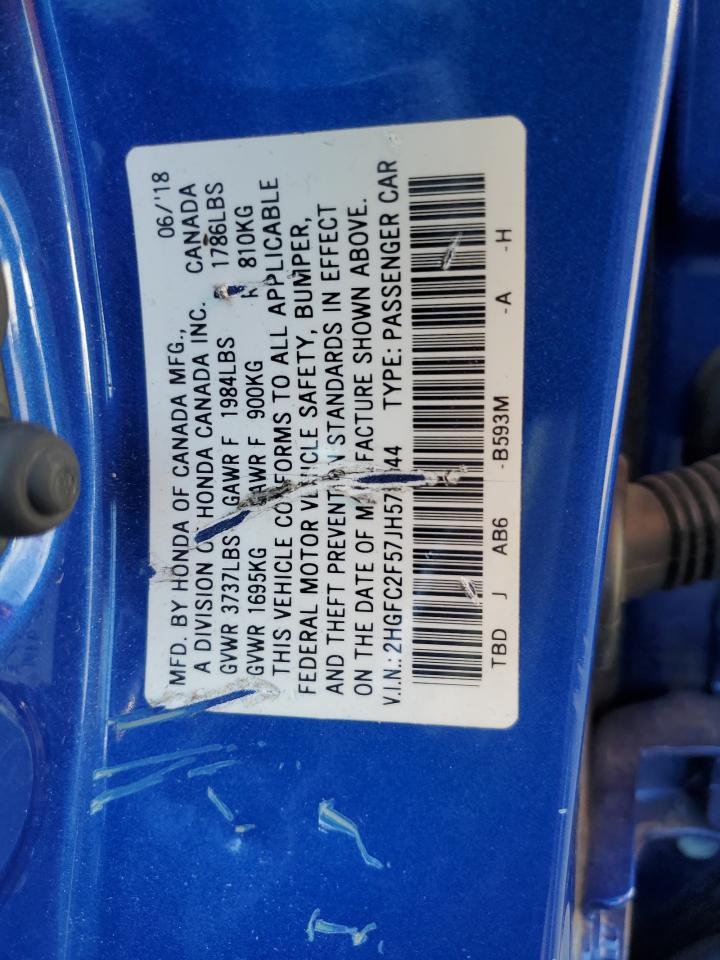 06/'18
MFD. BY HONDA OF CANADA MFG.,
A DIVISION OF HONDA CANADA INC. CANADA
GVWR 3737LBS GAWR F 1984LBS 1786LBS
GVWR 1695KG GAWR F 900KG R 810KG
THIS VEHICLE CONFORMS TO ALL APPLICABLE
FEDERAL MOTOR VEHICLE SAFETY, BUMPER,
AND THEFT PREVENTION STANDARDS IN EFFECT
ON THE DATE OF MANUFACTURE SHOWN ABOVE.
V.I.N.: 2HGFC2F57JH57 44 TYPE: PASSENGER CAR
TBD J AB6 -B593M -A -H